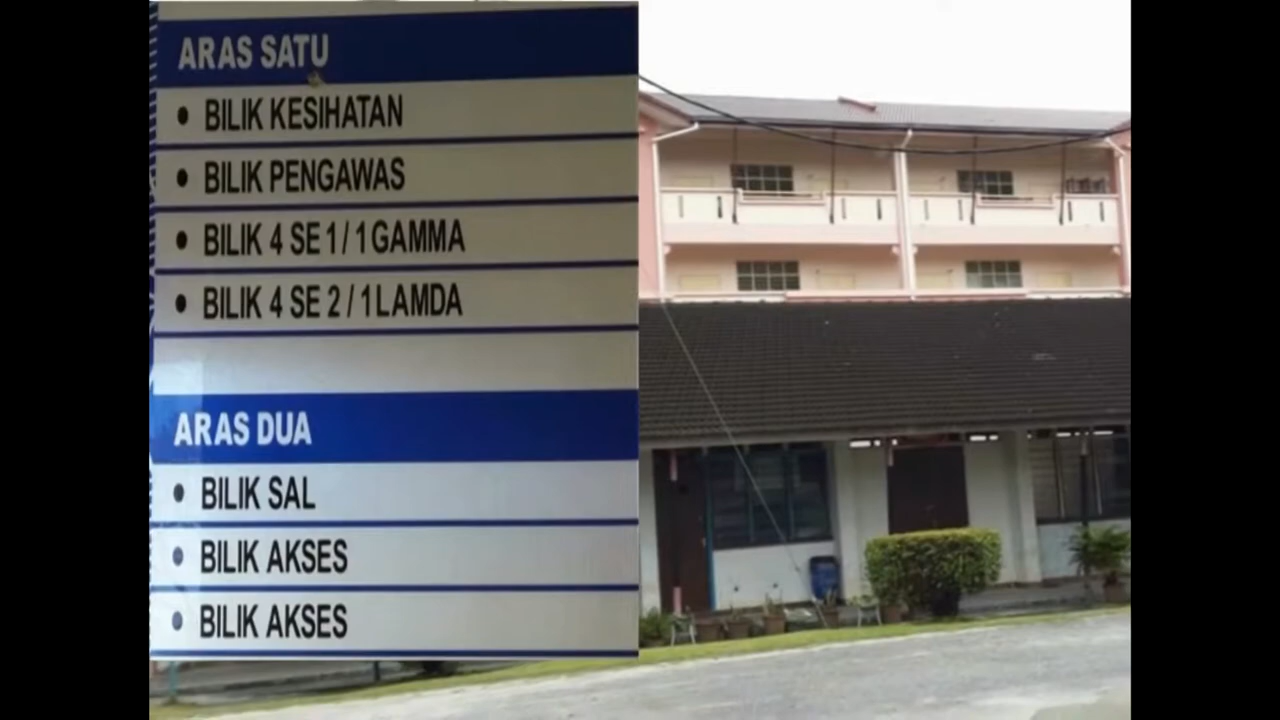 ARAS SATU
• BILIK KESIHATAN
• BILIK PENGAWAS
• BILIK 4 SE 1 / 1 GAMMA
• BILIK 4 SE 2 / 1 LAMDA
ARAS DUA
• BILIK SAL
• BILIK AKSES
• BILIK AKSES